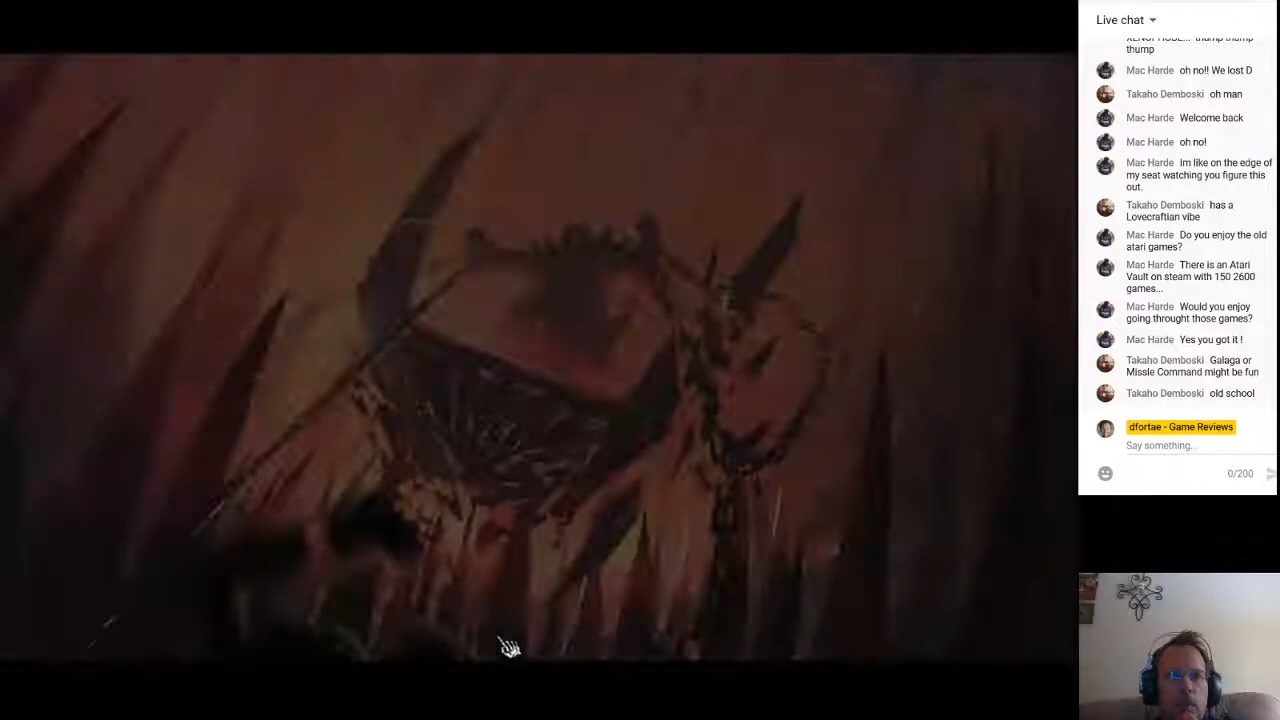 Live chat
thump
Mac Harde oh no!! We lost D
Takaho Demboski oh man
Mac Harde Welcome back
Mac Harde oh no!
Mac Harde Im like on the edge of
my seat watching you figure this
out.
Takaho Demboski has a
Lovecraftian vibe
Mac Harde Do you enjoy the old
atari games?
Mac Harde There is an Atari
Vault on steam with 150 2600
games...
Mac Harde Would you enjoy
going throught those games?
Mac Harde Yes you got it !
Takaho Demboski Galaga or
Missle Command might be fun
Takaho Demboski old school
dfortae - Game Reviews
Say something...
0/200